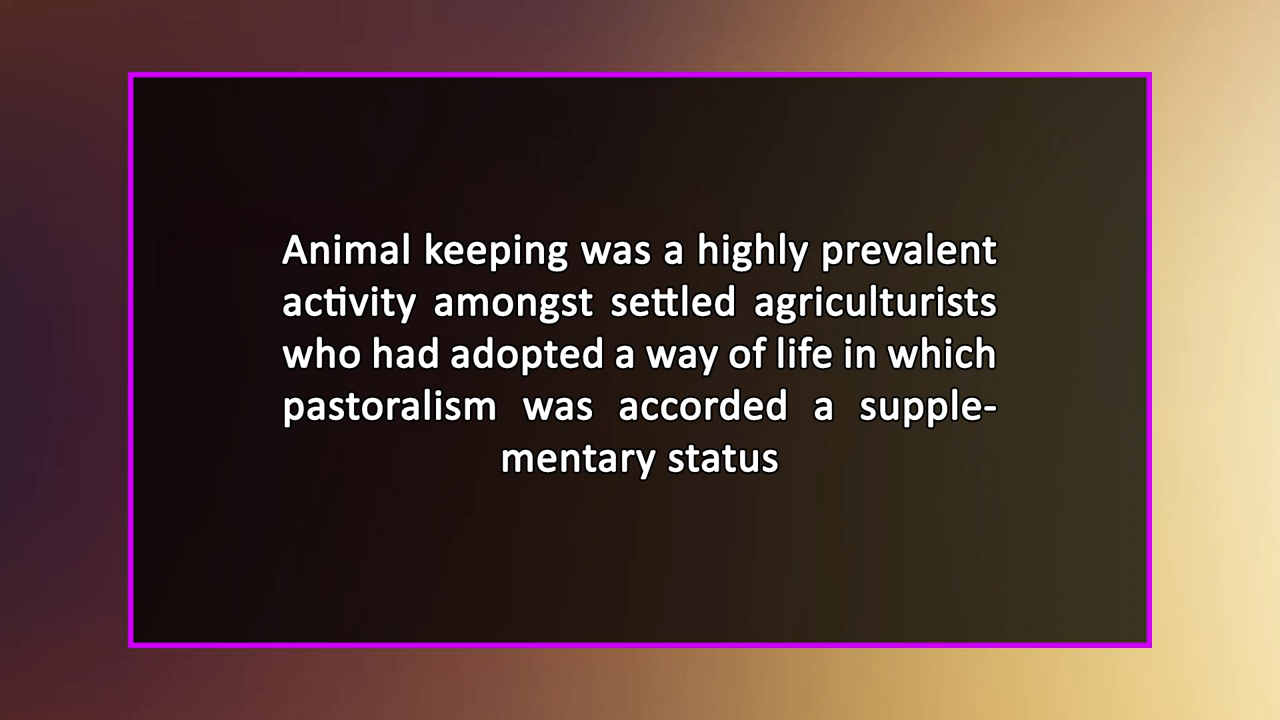 Animal keeping was a highly prevalent
activity amongst settled agriculturists
who had adopted a way of life in which
pastoralism was accorded a supple-
mentary status